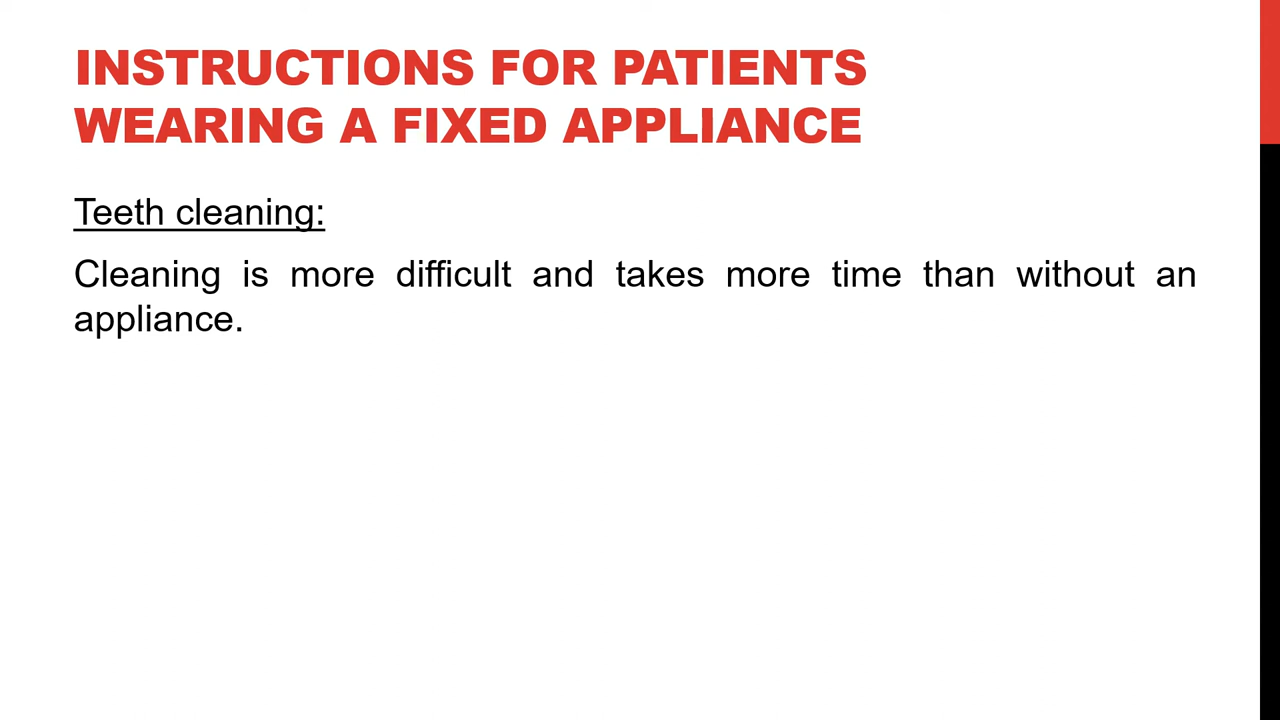 INSTRUCTIONS FOR PATIENTS
WEARING A FIXED APPLIANCE
Teeth cleaning:
Cleaning is more difficult and takes more time than without an
appliance.